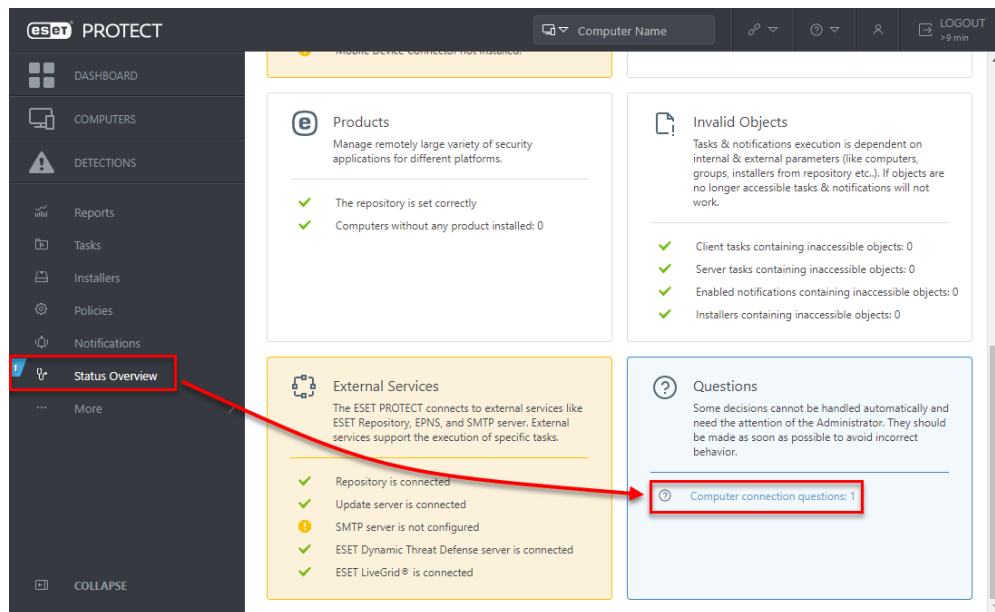 eset PROTECT
Computer Name
LOGOUT
>9 min
DASHBOARD
COMPUTERS
DETECTIONS
Reports
Tasks
Installers
Policies
Notifications
1
Status Overview
More
COLLAPSE
Mobile Device Connector not installed.
Products
Manage remotely large variety of security
applications for different platforms.
The repository is set correctly
Computers without any product installed: 0
Invalid Objects
Tasks & notifications execution is dependent on
internal & external parameters (like computers,
groups, installers from repository etc..). If objects are
no longer accessible tasks & notifications will not
work.
Client tasks containing inaccessible objects: 0
Server tasks containing inaccessible objects: 0
Enabled notifications containing inaccessible objects: 0
Installers containing inaccessible objects: 0
External Services
The ESET PROTECT connects to external services like
ESET Repository, EPNS, and SMTP server. External
services support the execution of specific tasks.
Repository is connected
Update server is connected
SMTP server is not configured
ESET Dynamic Threat Defense server is connected
ESET LiveGrid® is connected
Questions
Some decisions cannot be handled automatically and
need the attention of the Administrator. They should
be made as soon as possible to avoid incorrect
behavior.
Computer connection questions: 1